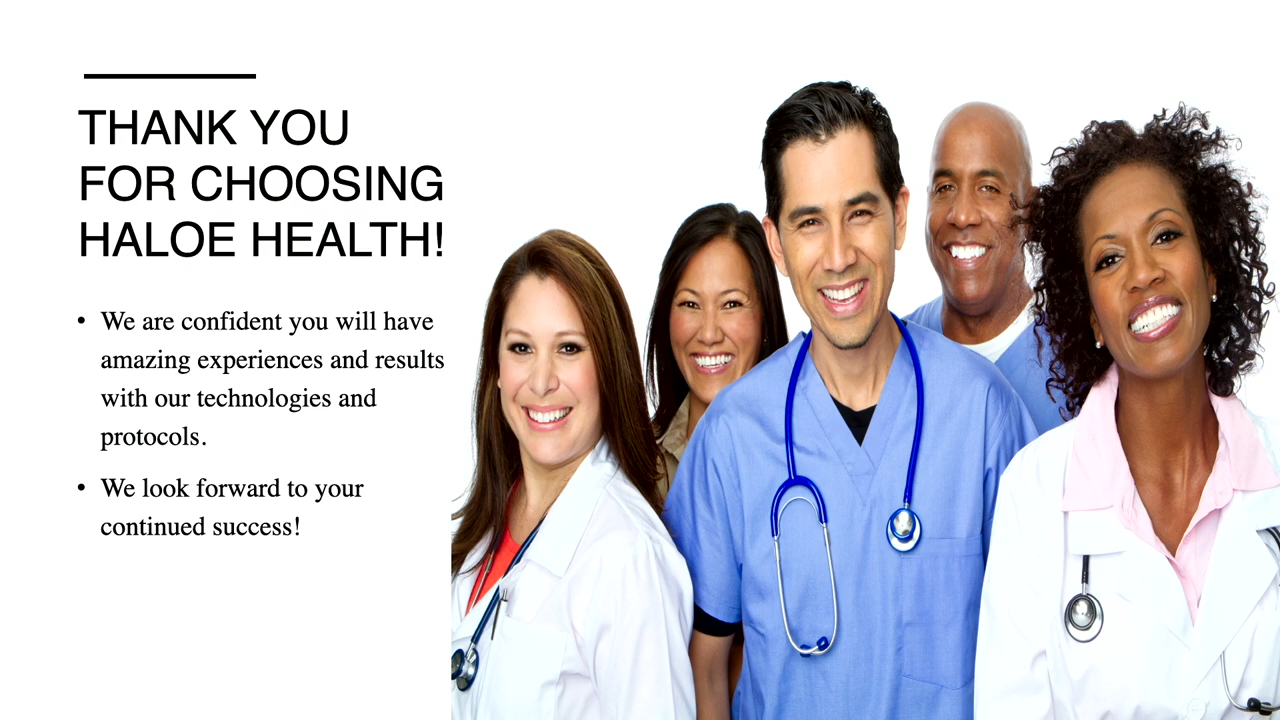 THANK YOU
FOR CHOOSING
HALOE HEALTH!
• We are confident you will have
amazing experiences and results
with our technologies and
protocols.
• We look forward to your
continued success!